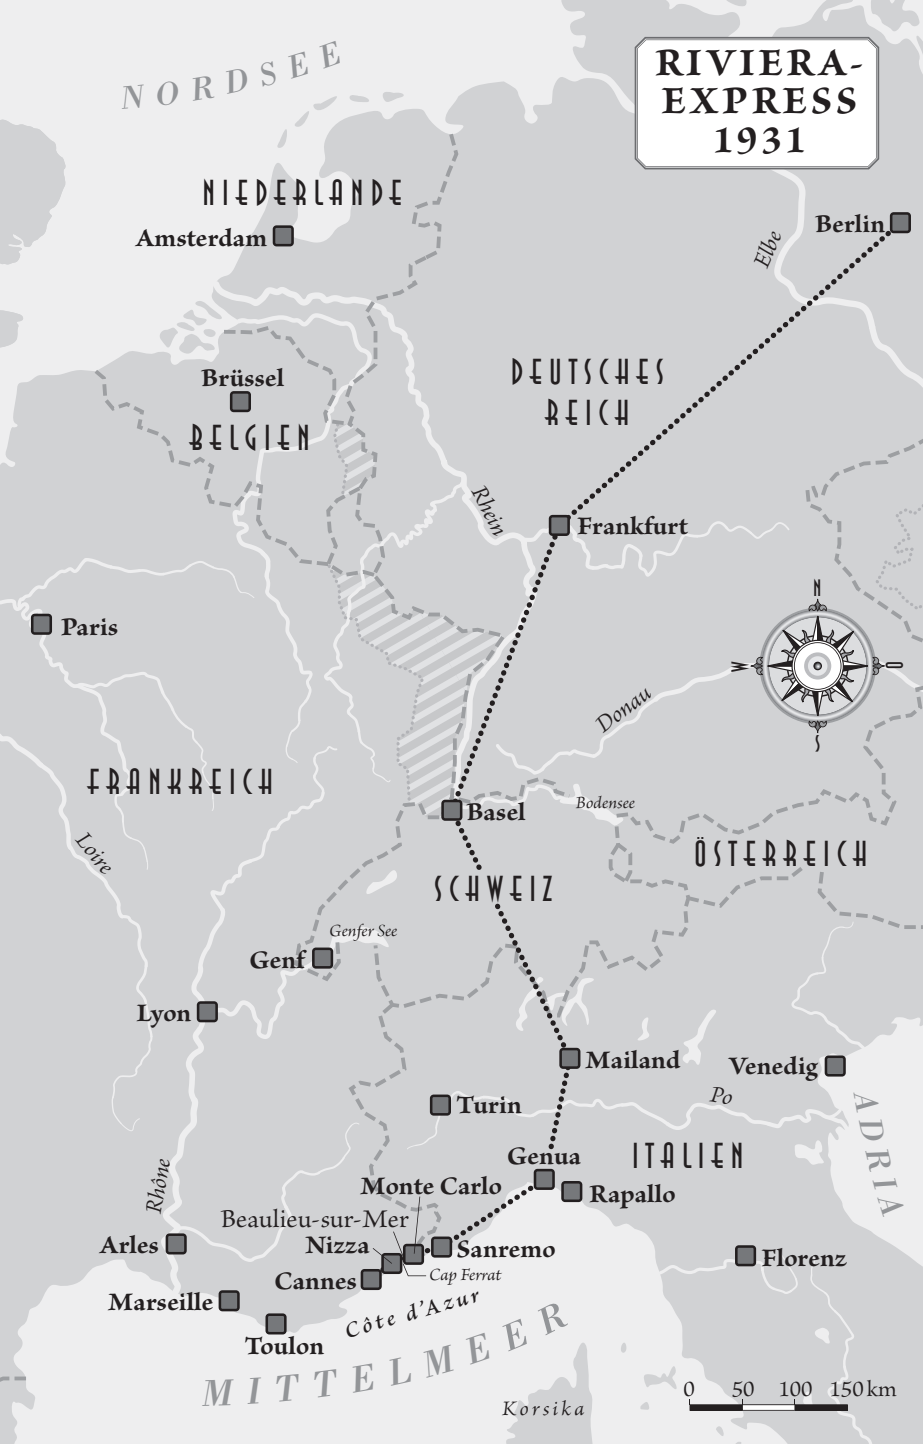 NORDSEE
RIVIERA-
EXPRESS
1931
NIEDERLANDE
Amsterdam
Berlin
Elbe
Brüssel
BELGIEN
DEUTSCHES
REICH
Rhein
Frankfurt
N
W
O
S
Paris
Donau
FRANKREICH
Loire
Basel
Bodensee
ÖSTERREICH
SCHWEIZ
Genfer See
Genf
Lyon
Mailand
Venedig
Turin
Po
ADRIA
ITALIEN
Genua
Rhône
Monte Carlo
Rapallo
Beaulieu-sur-Mer
Arles
Nizza
Sanremo
Florenz
Cannes
Cap Ferrat
Marseille
Côte d'Azur
Toulon
MITTELMEER
Korsika
0 50 100 150 km